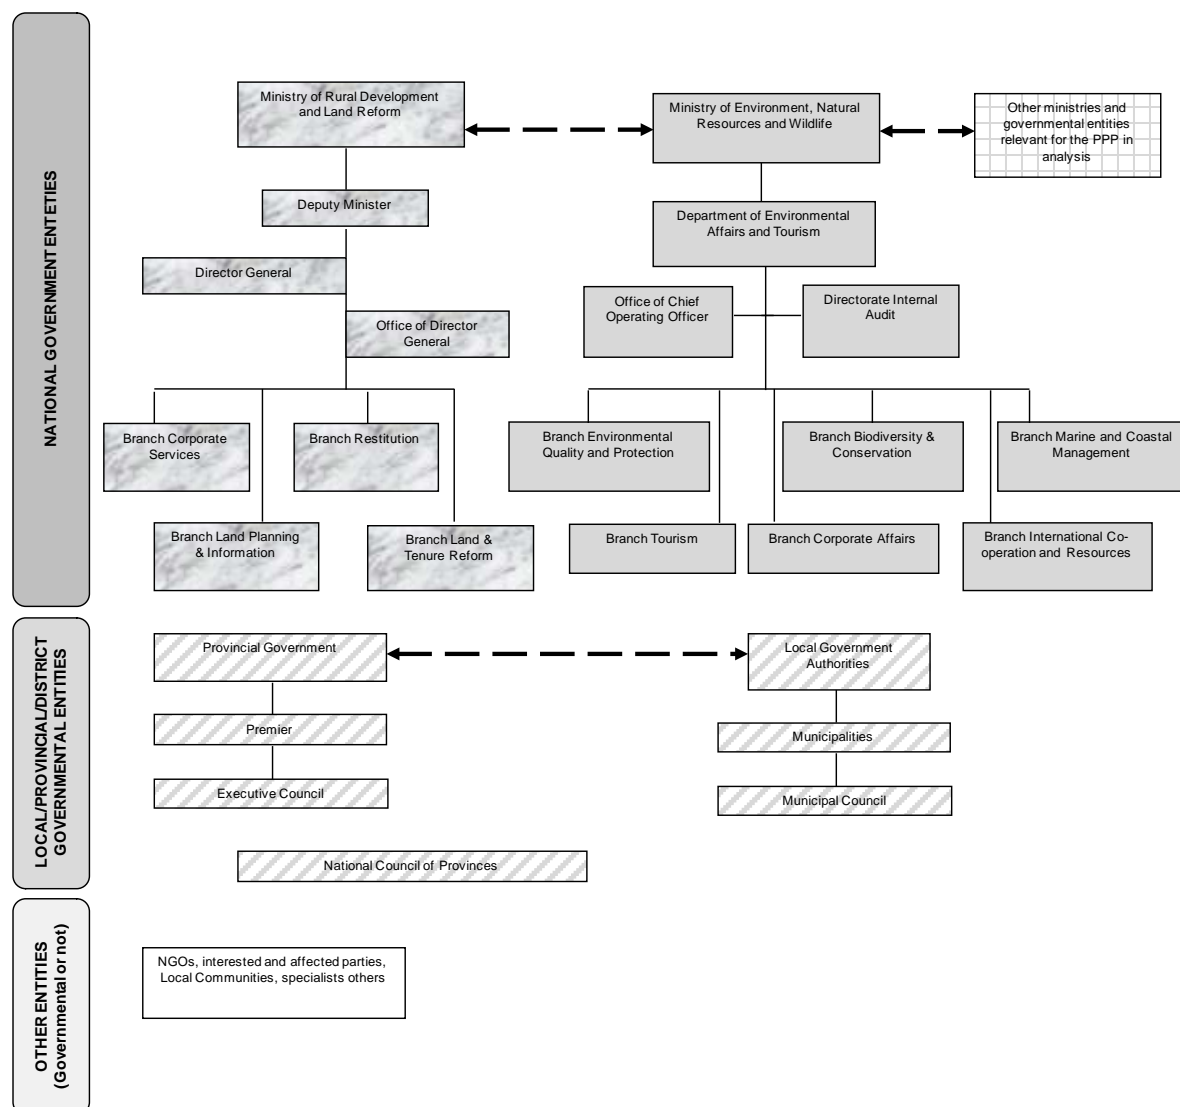 NATIONAL GOVERNMENT ENTETIES
Ministry of Rural Development
and Land Reform
Ministry of Environment, Natural
Resources and Wildlife
Other ministries and
governmental entities
relevant for the PPP in
analysis
Deputy Minister
Department of Environmental
Affairs and Tourism
Director General
Office of Director
General
Office of Chief
Operating Officer
Directorate Internal
Audit
Branch Corporate
Services
Branch Restitution
Branch Environmental
Quality and Protection
Branch Biodiversity &
Conservation
Branch Marine and Coastal
Management
Branch Land Planning
& Information
Branch Land &
Tenure Reform
Branch Tourism
Branch Corporate Affairs
Branch International Co-
operation and Resources
LOCAL/PROVINCIAL/DISTRICT
GOVERNMENTAL ENTITIES
Provincial Government
Local Government
Authorities
Premier
Municipalities
Executive Council
Municipal Council
National Council of Provinces
OTHER ENTITIES
(Governmental or not)
NGOs, interested and affected parties,
Local Communities, specialists others